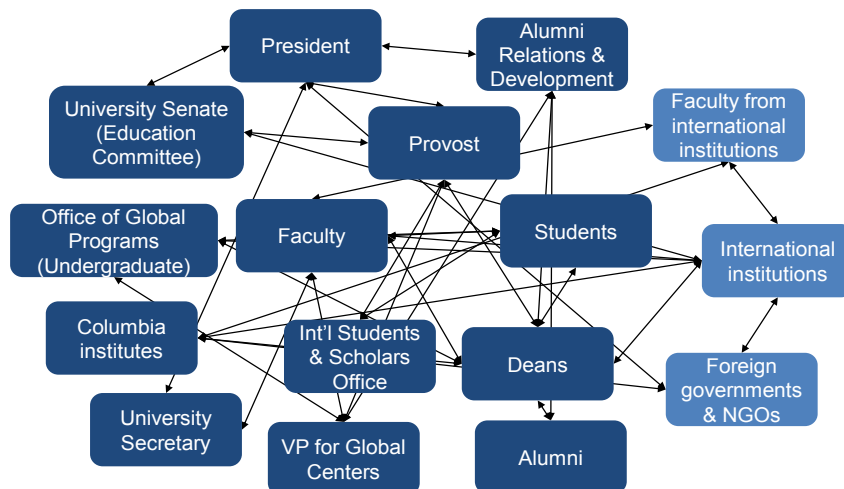 President
Alumni
Relations &
Development
University Senate
(Education
Committee)
Provost
Faculty from
international
institutions
Office of Global
Programs
(Undergraduate)
Faculty
Students
International
institutions
Columbia
institutes
Int’l Students
& Scholars
Office
Deans
Foreign
governments
& NGOs
University
Secretary
VP for Global
Centers
Alumni